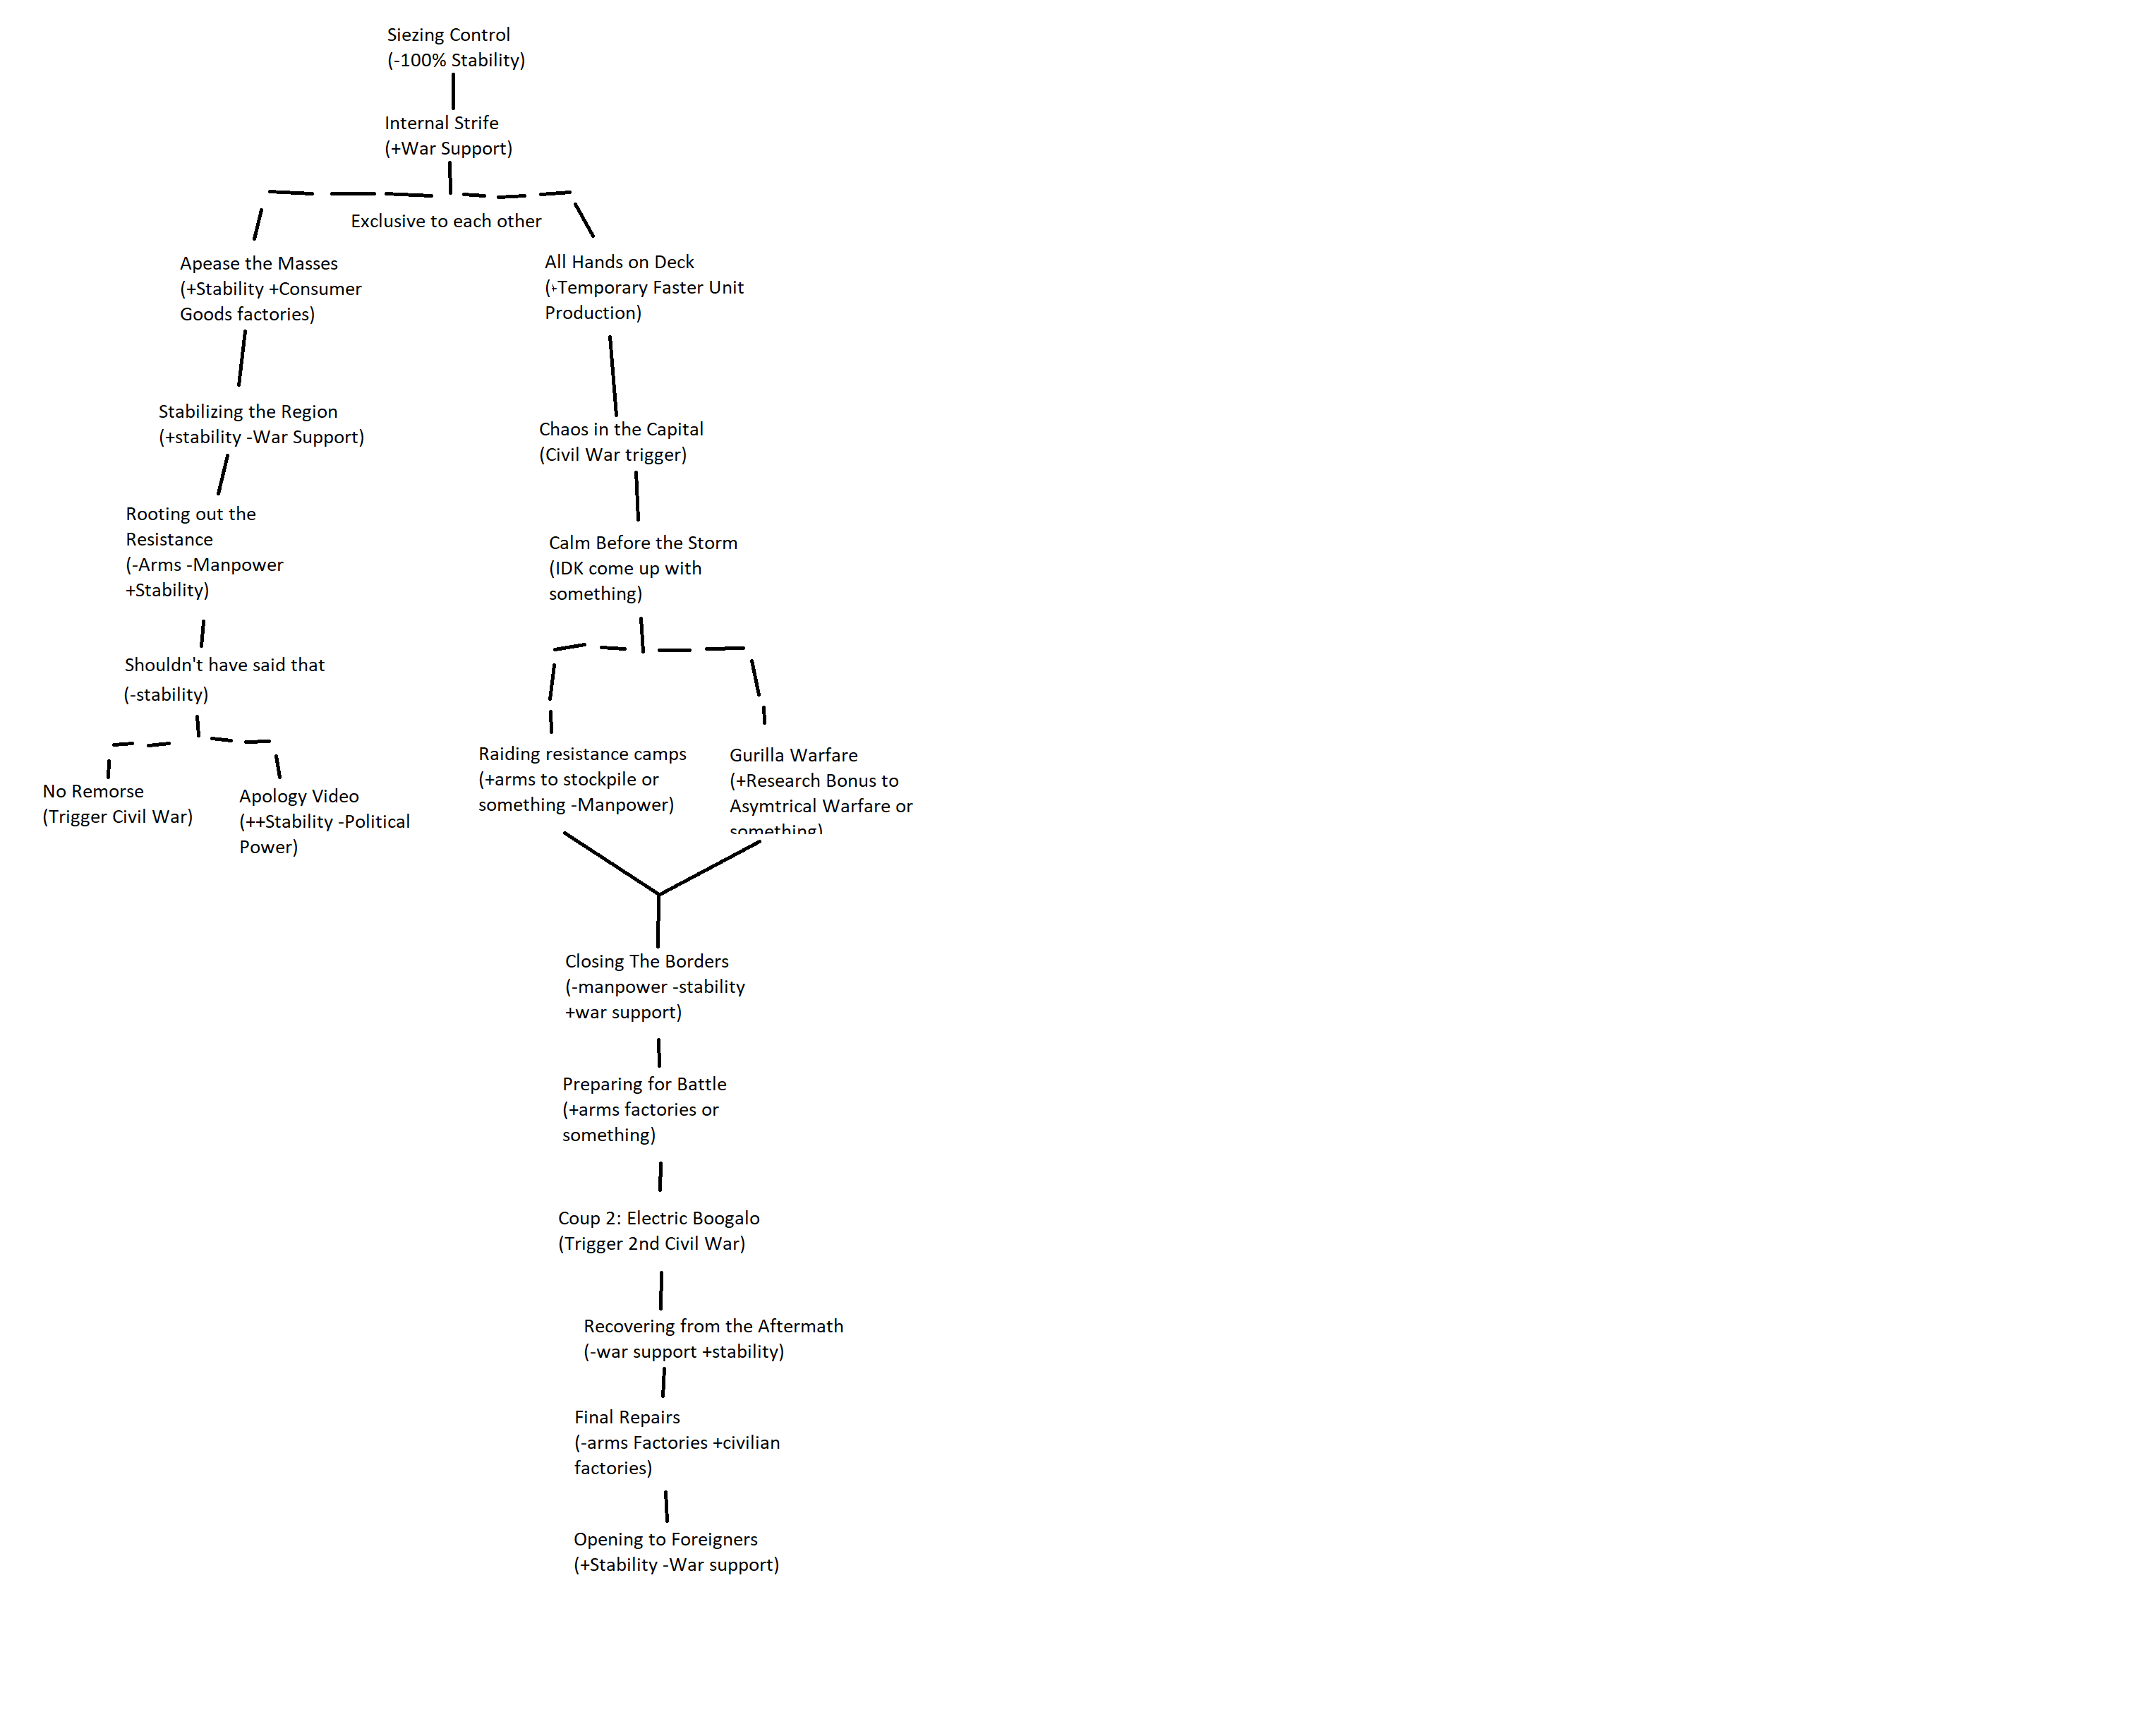 Siezing Control
(-100% Stability)
Internal Strife
(+War Support)
Exclusive to each other
Apease the Masses
(+Stability +Consumer
Goods factories)
Stabilizing the Region
(+stability -War Support)
Rooting out the
Resistance
(-Arms -Manpower
+Stability)
Shouldn't have said that
(-stability)
No Remorse
(Trigger Civil War)
Apology Video
(++Stability -Political
Power)
All Hands on Deck
(+Temporary Faster Unit
Production)
Chaos in the Capital
(Civil War trigger)
Calm Before the Storm
(IDK come up with
something)
Raiding resistance camps
(+arms to stockpile or
something -Manpower)
Gurilla Warfare
(+Research Bonus to
Asymtrical Warfare or
something)
Closing The Borders
(-manpower -stability
+war support)
Preparing for Battle
(+arms factories or
something)
Coup 2: Electric Boogalo
(Trigger 2nd Civil War)
Recovering from the Aftermath
(-war support +stability)
Final Repairs
(-arms Factories +civilian
factories)
Opening to Foreigners
(+Stability -War support)